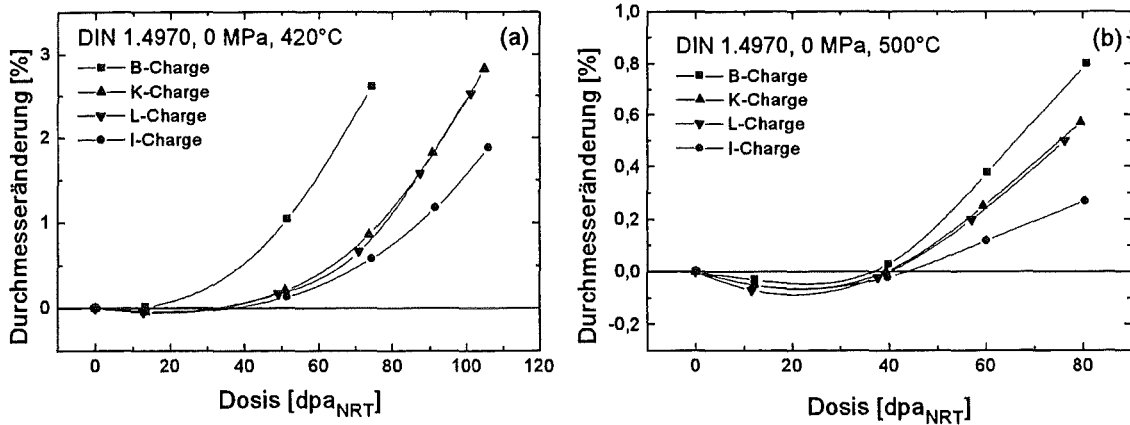 DIN 1.4970, 0 MPa, 420°C
(a)
B-Charge
K-Charge
L-Charge
I-Charge
Durchmesseränderung [%]
3
2
1
0
0 20 40 60 80 100 120
Dosis [dpaNRT]
DIN 1.4970, 0 MPa, 500°C
(b)
B-Charge
K-Charge
L-Charge
I-Charge
Durchmesseränderung [%]
1,0
0,8
0,6
0,4
0,2
0,0
-0,2
0 20 40 60 80
Dosis [dpaNRT]